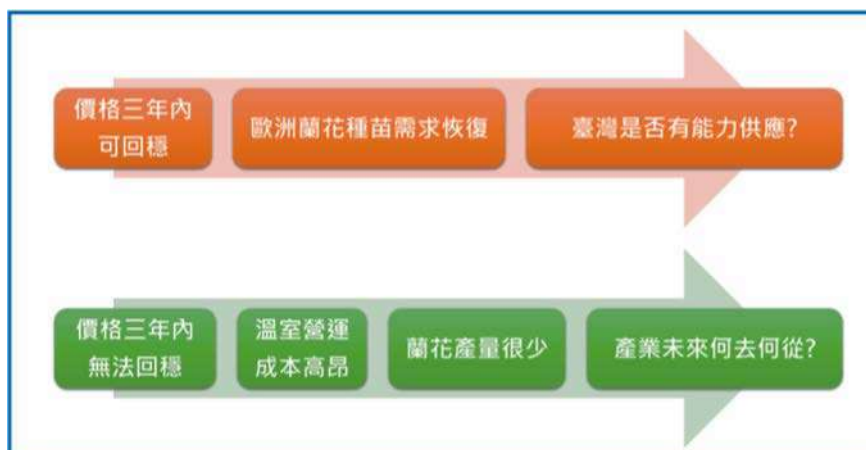 價格三年內
可回穩
歐洲蘭花種苗需求恢復
臺灣是否有能力供應?
價格三年內
無法回穩
溫室營運
成本高昂
蘭花產量很少
產業未來何去何從?